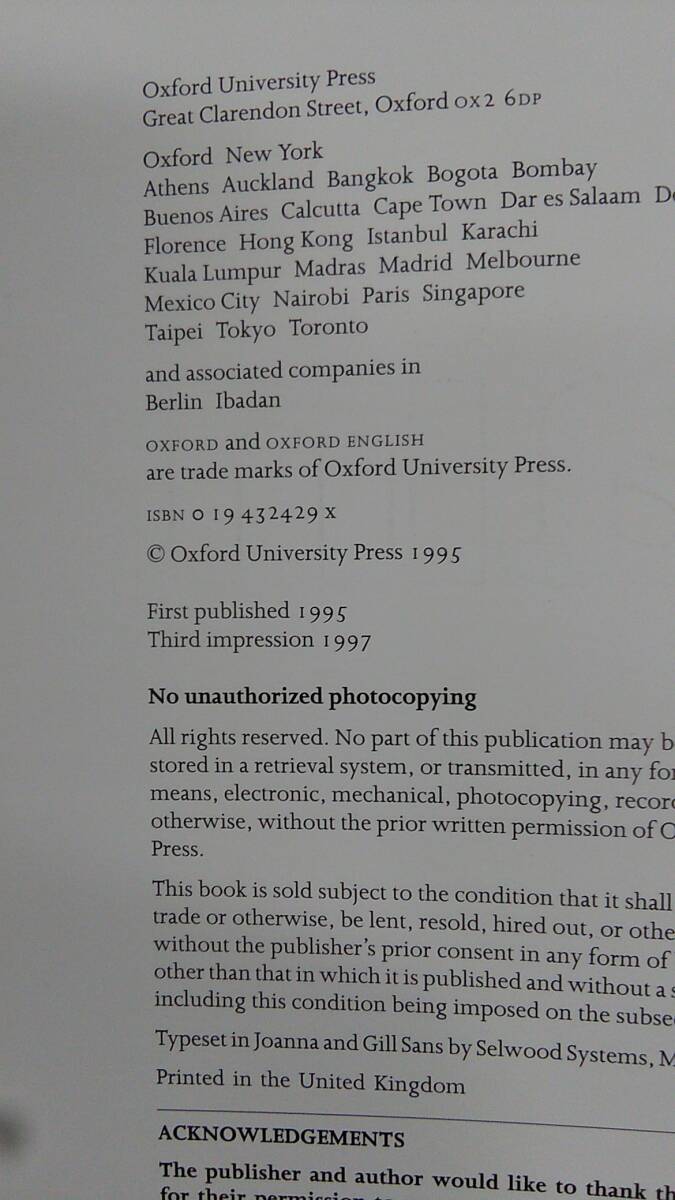 Oxford University Press
Great Clarendon Street, Oxford OX2 6DP
Oxford New York
Athens Auckland Bangkok Bogota Bombay
Buenos Aires Calcutta Cape Town Dar es Salaam
Florence Hong Kong Istanbul Karachi
Kuala Lumpur Madras Madrid Melbourne
Mexico City Nairobi Paris Singapore
Taipei Tokyo Toronto
and associated companies in
Berlin Ibadan
OXFORD and OXFORD ENGLISH
are trade marks of Oxford University Press.
ISBN 0 19 432429 X
© Oxford University Press 1995
First published 1995
Third impression 1997
No unauthorized photocopying
All rights reserved. No part of this publication may
stored in a retrieval system, or transmitted, in any
means, electronic, mechanical, photocopying,
otherwise, without the prior written permission of
Press.
This book is sold subject to the condition that it shall
trade or otherwise, be lent, resold, hired out, or
without the publisher's prior consent in any form of
other than that in which it is published and without a
including this condition being imposed on the
Typeset in Joanna and Gill Sans by Selwood Systems,
Printed in the United Kingdom
ACKNOWLEDGEMENTS
The publisher and author would like to thank
for their permission